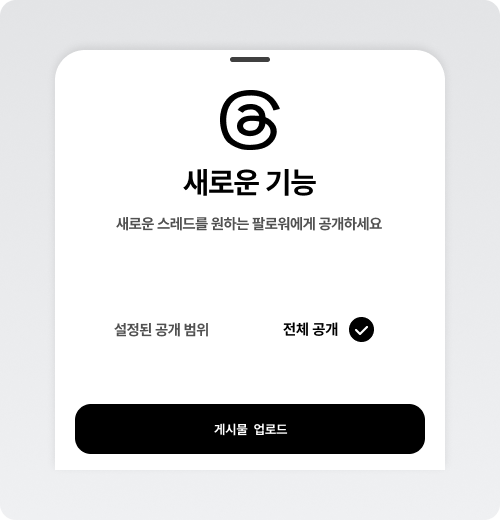 새로운 기능
새로운 스레드를 원하는 팔로워에게 공개하세요
설정된 공개 범위
전체 공개
게시물 업로드